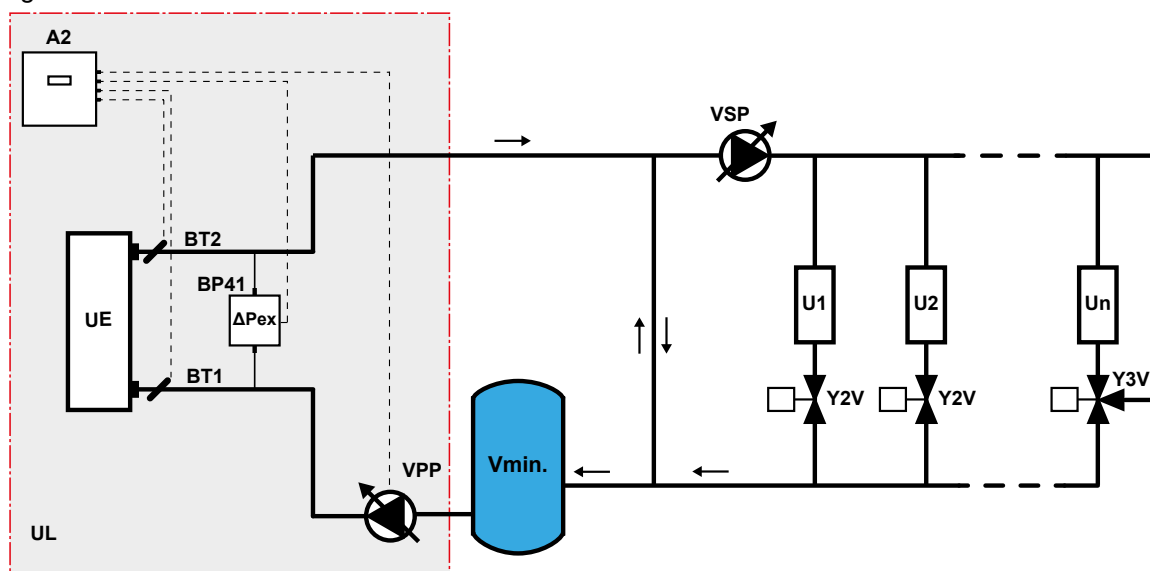 A2
VSP
BT2
BP41
UE
ΔPex
U1
U2
Un
BT1
Y2V
Y2V
Y3V
Vmin.
VPP
UL